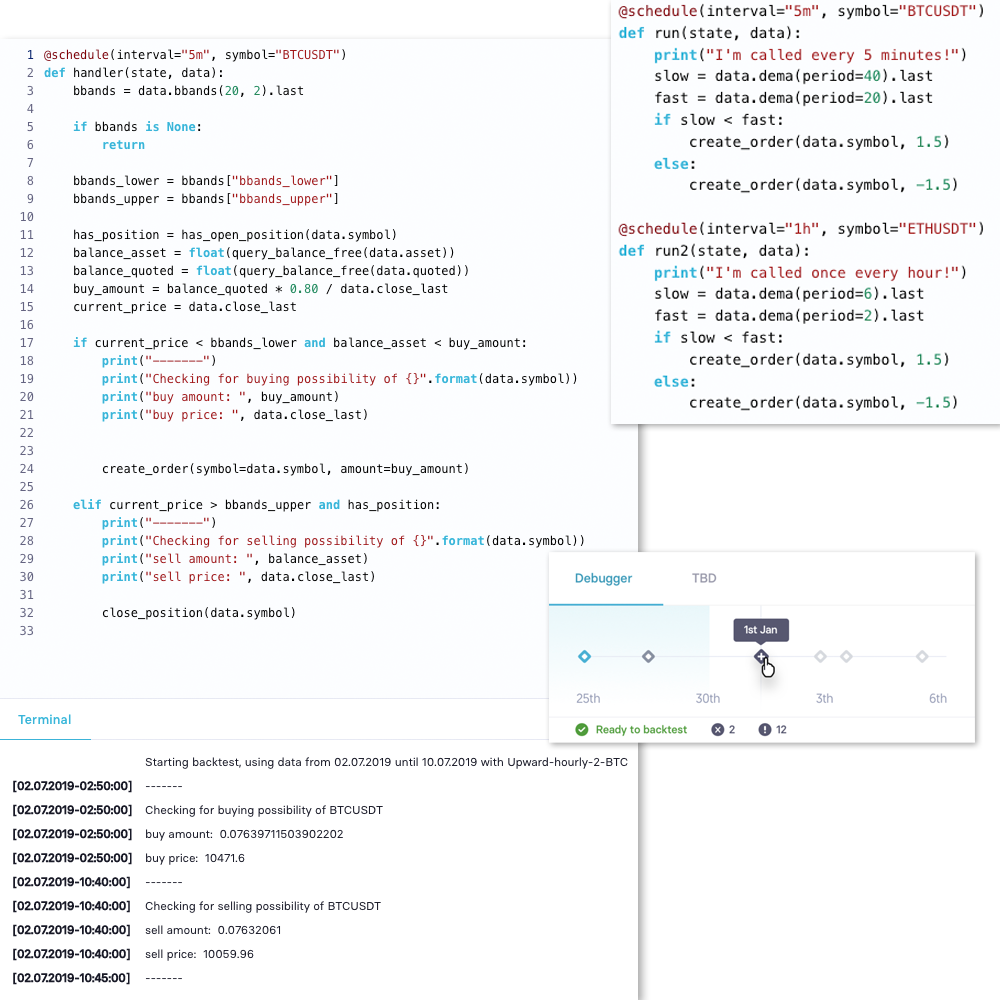 1 @schedule(interval="5m", symbol="BTCUSDT")
2 def handler(state, data):
3     bbands = data.bbands(20, 2).last
4
5     if bbands is None:
6         return
7
8     bbands_lower = bbands["bbands_lower"]
9     bbands_upper = bbands["bbands_upper"]
10
11     has_position = has_open_position(data.symbol)
12     balance_asset = float(query_balance_free(data.asset))
13     balance_quoted = float(query_balance_free(data.quoted))
14     buy_amount = balance_quoted * 0.80 / data.close_last
15     current_price = data.close_last
16
17     if current_price < bbands_lower and balance_asset < buy_amount:
18         print("-------")
19         print("Checking for buying possibility of {}".format(data.symbol))
20         print("buy amount: ", buy_amount)
21         print("buy price: ", data.close_last)
22
23
24         create_order(symbol=data.symbol, amount=buy_amount)
25
26     elif current_price > bbands_upper and has_position:
27         print("-------")
28         print("Checking for selling possibility of {}".format(data.symbol))
29         print("sell amount: ", balance_asset)
30         print("sell price: ", data.close_last)
31
32         close_position(data.symbol)
33
@schedule(interval="5m", symbol="BTCUSDT")
def run(state, data):
    print("I'm called every 5 minutes!")
    slow = data.dema(period=40).last
    fast = data.dema(period=20).last
    if slow < fast:
        create_order(data.symbol, 1.5)
    else:
        create_order(data.symbol, -1.5)
@schedule(interval="1h", symbol="ETHUSDT")
def run2(state, data):
    print("I'm called once every hour!")
    slow = data.dema(period=6).last
    fast = data.dema(period=2).last
    if slow < fast:
        create_order(data.symbol, 1.5)
    else:
        create_order(data.symbol, -1.5)
Debugger TBD
1st Jan
25th 30th 3th 6th
Ready to backtest 2 12
Terminal
Starting backtest, using data from 02.07.2019 until 10.07.2019 with Upward-hourly-2-BTC
[02.07.2019-02:50:00] -------
[02.07.2019-02:50:00] Checking for buying possibility of BTCUSDT
[02.07.2019-02:50:00] buy amount: 0.07639711503902202
[02.07.2019-02:50:00] buy price: 10471.6
[02.07.2019-10:40:00] -------
[02.07.2019-10:40:00] Checking for selling possibility of BTCUSDT
[02.07.2019-10:40:00] sell amount: 0.07632061
[02.07.2019-10:40:00] sell price: 10059.96
[02.07.2019-10:45:00] -------